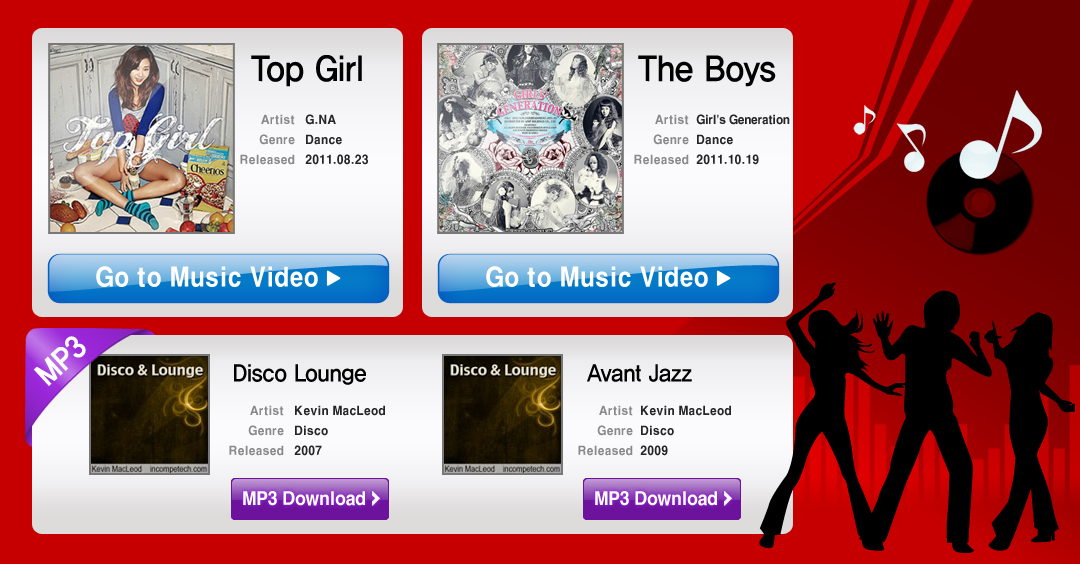 Top Girl
Top Girl
Artist G.NA
Genre Dance
Released 2011.08.23
Cheerios
Go to Music Video
The Boys
GIRLS'
GENERATION
Artist Girl's Generation
Genre Dance
Released 2011.10.19
Go to Music Video
MP3
Disco & Lounge
Kevin MacLeod incompetech.com
Disco Lounge
Artist Kevin MacLeod
Genre Disco
Released 2007
MP3 Download
Disco & Lounge
Kevin MacLeod incompetech.com
Avant Jazz
Artist Kevin MacLeod
Genre Disco
Released 2009
MP3 Download